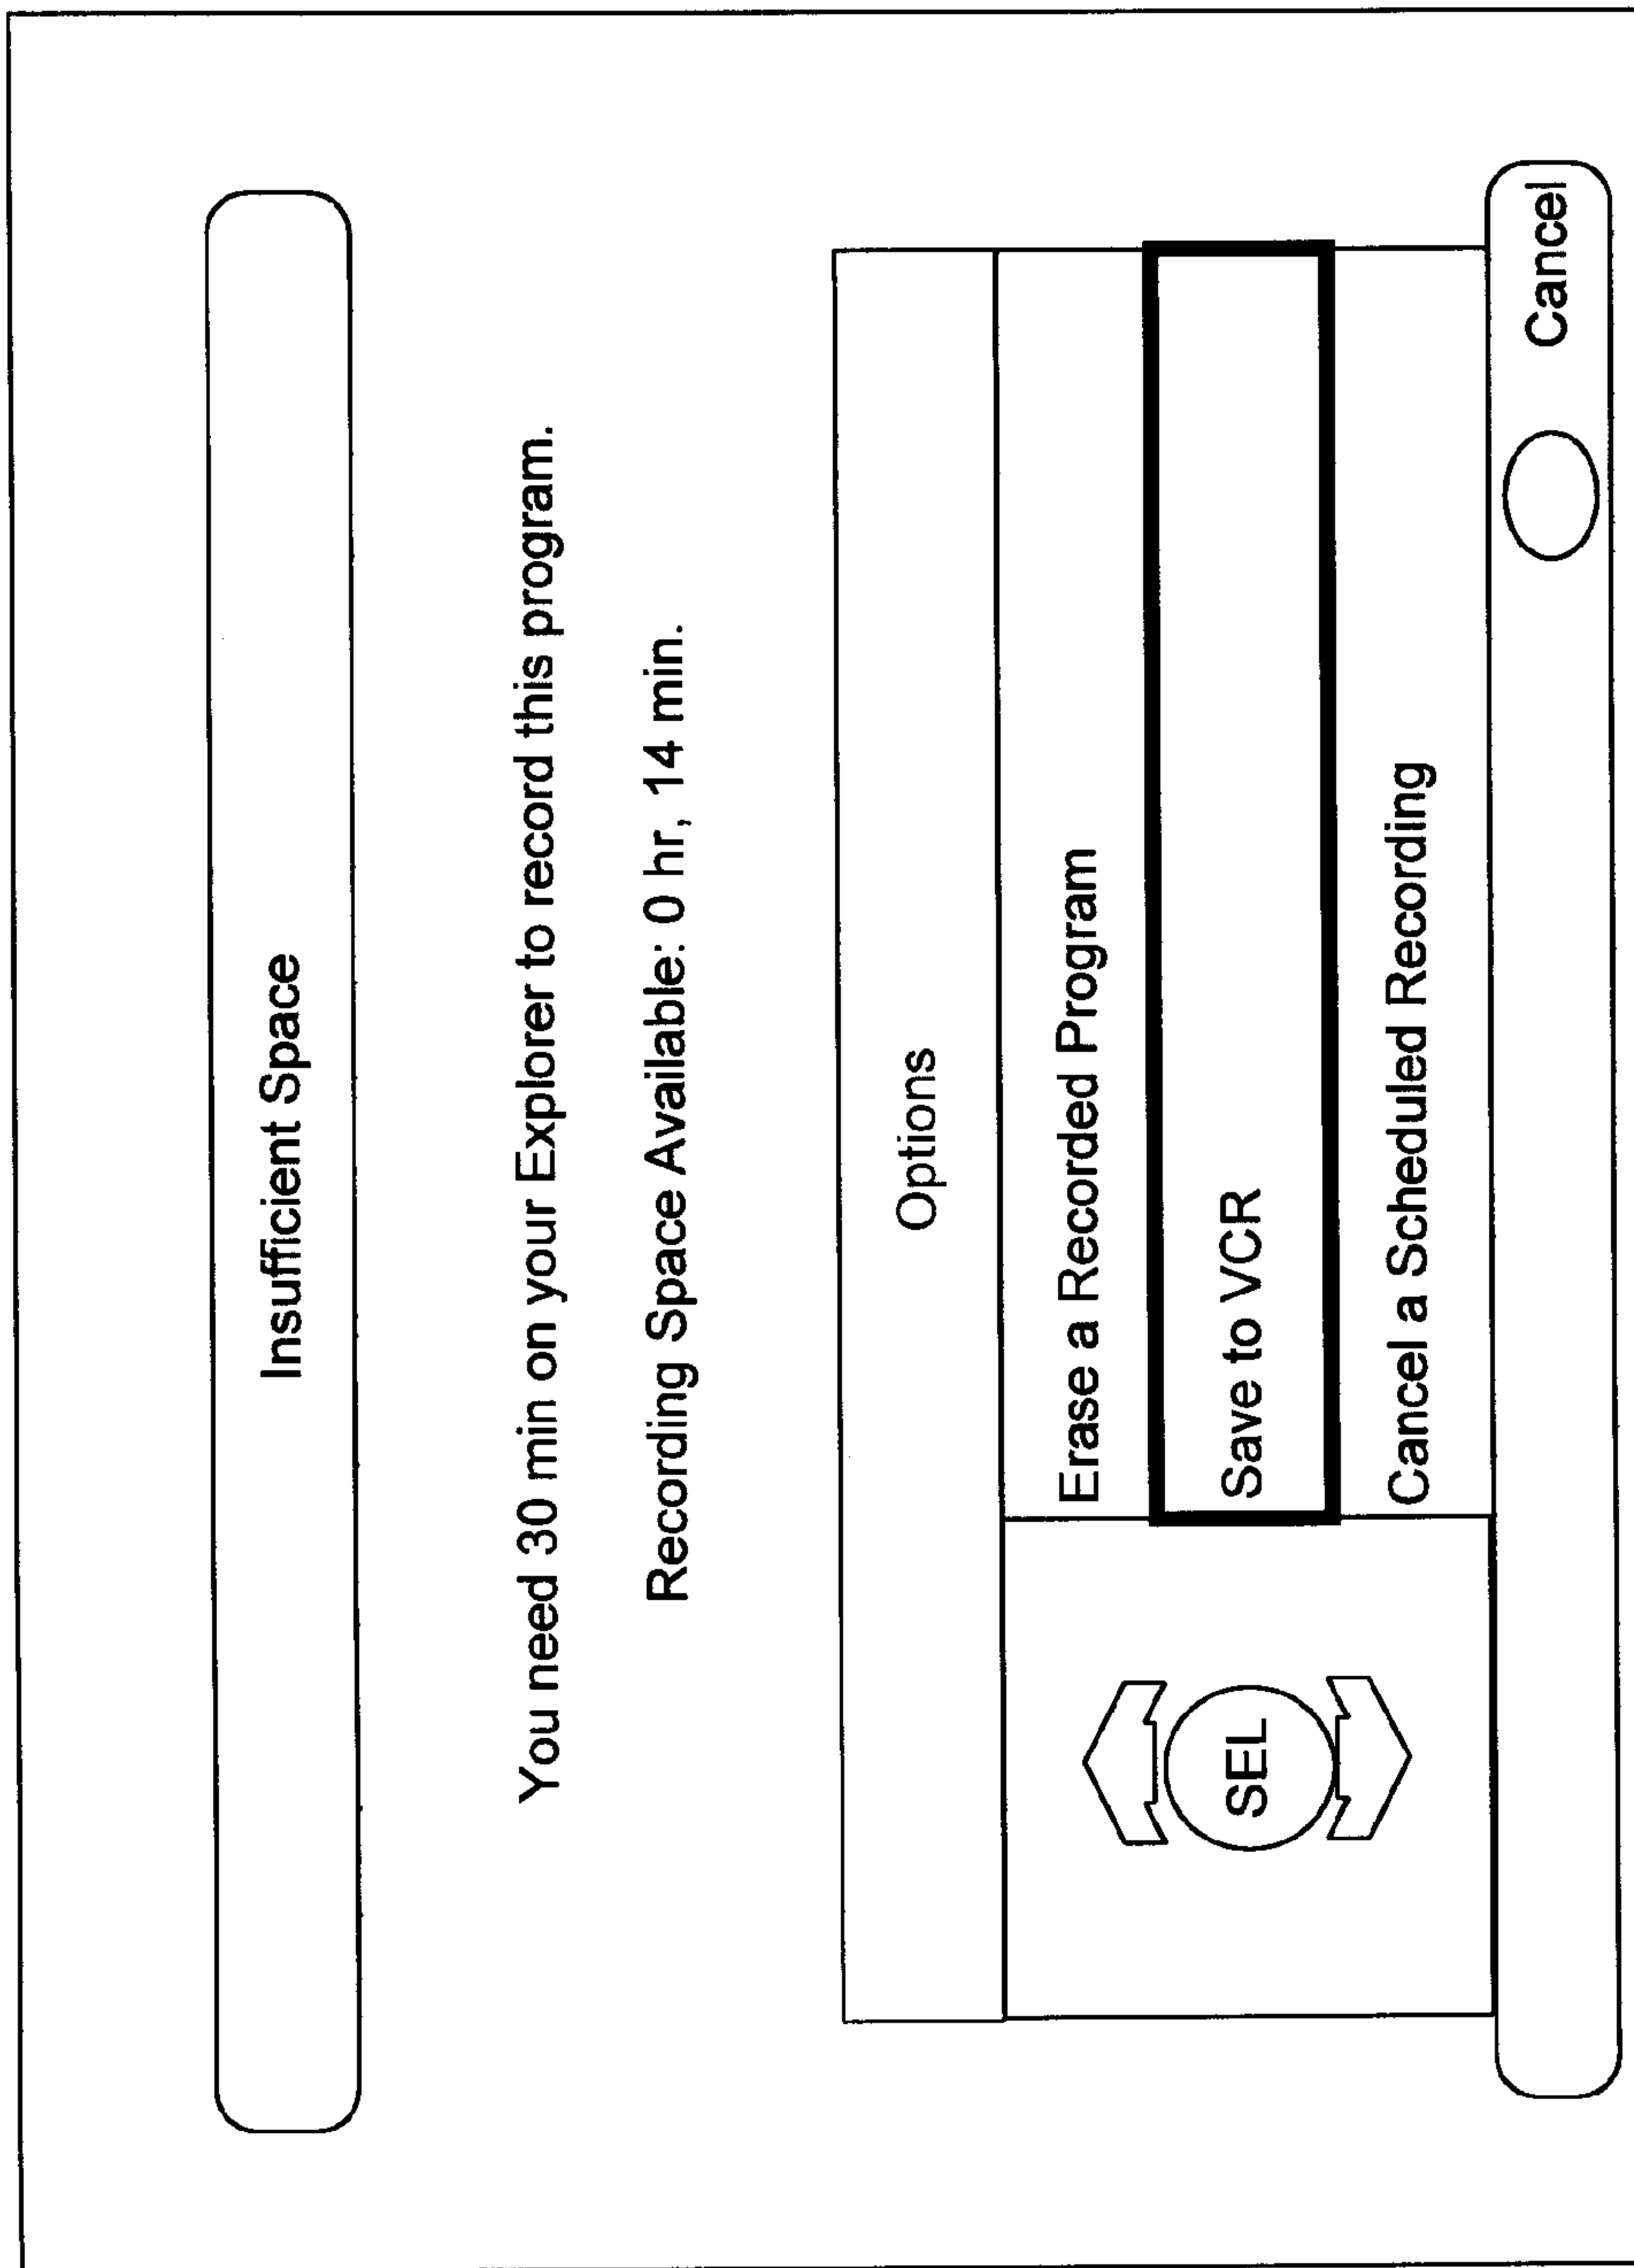 Insufficient Space
You need 30 min on your Explorer to record this program.
Recording Space Available: 0 hr, 14 min.
Options
Erase a Recorded Program
SEL
Save to VCR
Cancel a Scheduled Recording
Cancel